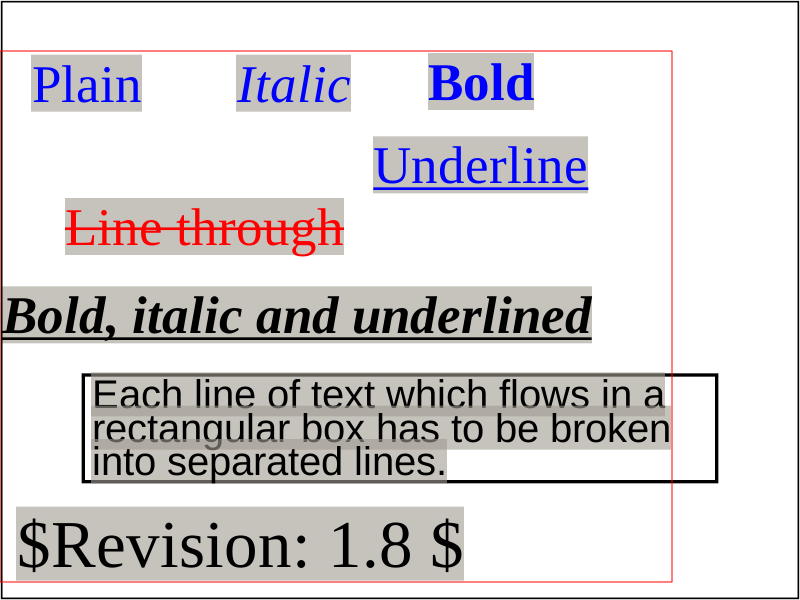 Plain Italic Bold
Underline
Line through
Bold, italic and underlined
Each line of text which flows in a
rectangular box has to be broken
into separated lines.
$Revision: 1.8 $